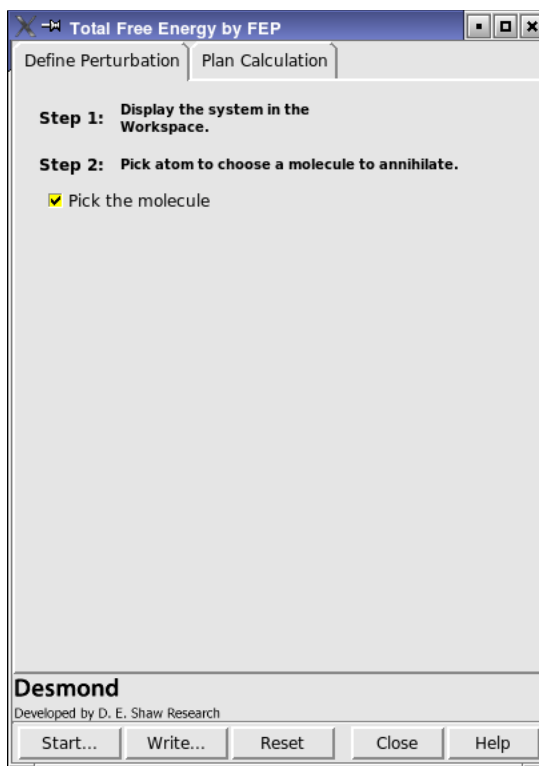 Total Free Energy by FEP
Define Perturbation Plan Calculation
Step 1: Display the system in the
Workspace.
Step 2: Pick atom to choose a molecule to annihilate.
Pick the molecule
Desmond
Developed by D. E. Shaw Research
Start... Write... Reset Close Help